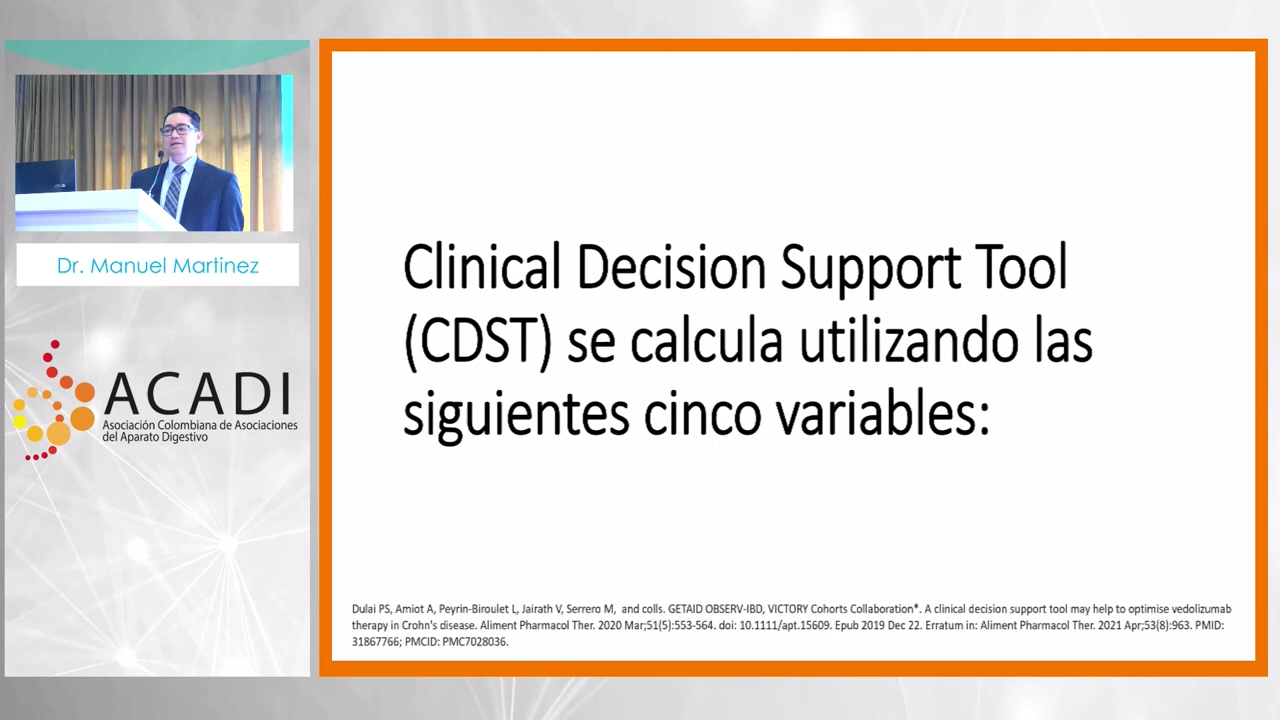 Dr. Manuel Martinez
ACADI
Asociación Colombiana de Asociaciones
del Aparato Digestivo
Clinical Decision Support Tool
(CDST) se calcula utilizando las
siguientes cinco variables:
Dulai PS, Amiot A, Peyrin-Biroulet L, Jairath V, Serrero M, and colls. GETAID OBSERV-IBD, VICTORY Cohorts Collaboration*. A clinical decision support tool may help to optimise vedolizumab
therapy in Crohn's disease. Aliment Pharmacol Ther. 2020 Mar;51(5):553-564. doi: 10.1111/apt.15609. Epub 2019 Dec 22. Erratum in: Aliment Pharmacol Ther. 2021 Apr;53(8):963. PMID:
31867766; PMCID: PMC7028036.